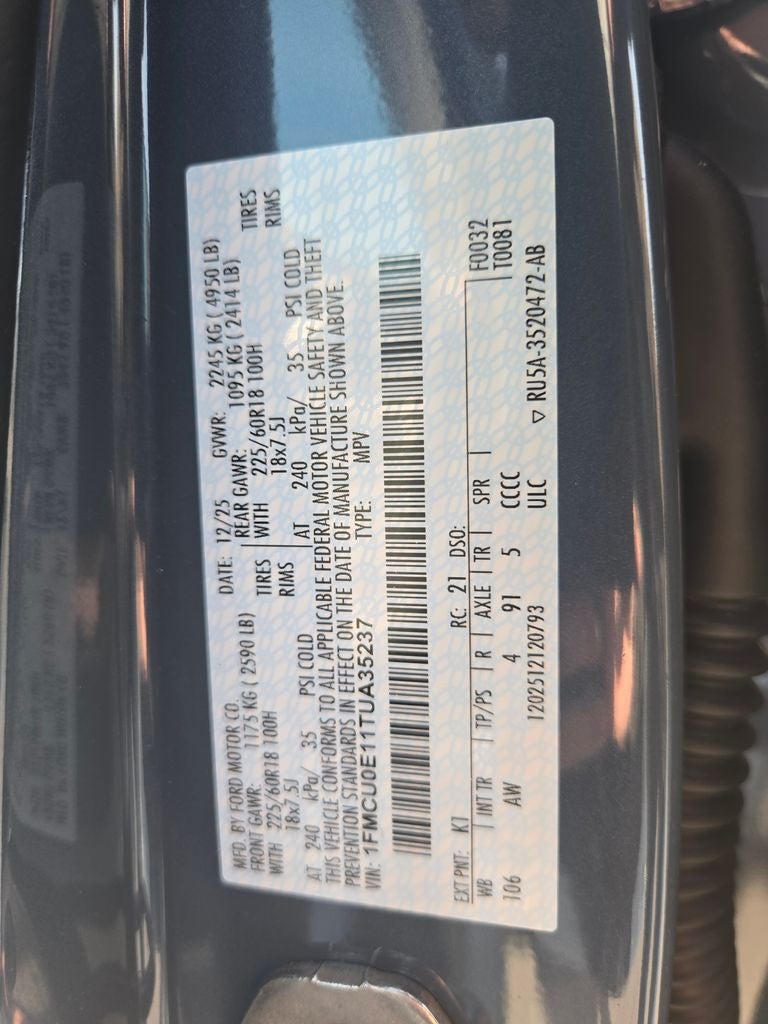 MFD. BY FORD MOTOR CO.
DATE: 12/25 GVWR: 2245 KG ( 4950 LB)
FRONT GAWR: 1175 KG ( 2590 LB) REAR GAWR: 1095 KG ( 2414 LB)
WITH 225/60R18 100H TIRES WITH 225/60R18 100H TIRES
18x7.5J RIMS 18x7.5J RIMS
AT 240 kPa/ 35 PSI COLD AT 240 kPa/ 35 PSI COLD
THIS VEHICLE CONFORMS TO ALL APPLICABLE FEDERAL MOTOR VEHICLE SAFETY AND THEFT
PREVENTION STANDARDS IN EFFECT ON THE DATE OF MANUFACTURE SHOWN ABOVE.
VIN: 1FMCU0E11TUA35237 TYPE: MPV
EXT PNT: K1 RC: 21 DSO: F0032
WB INT TR TP/PS R AXLE TR SPR T0081
106 AW 4 91 5 CCCC
1202512120793 ULC ▽ RU5A-3520472-AB